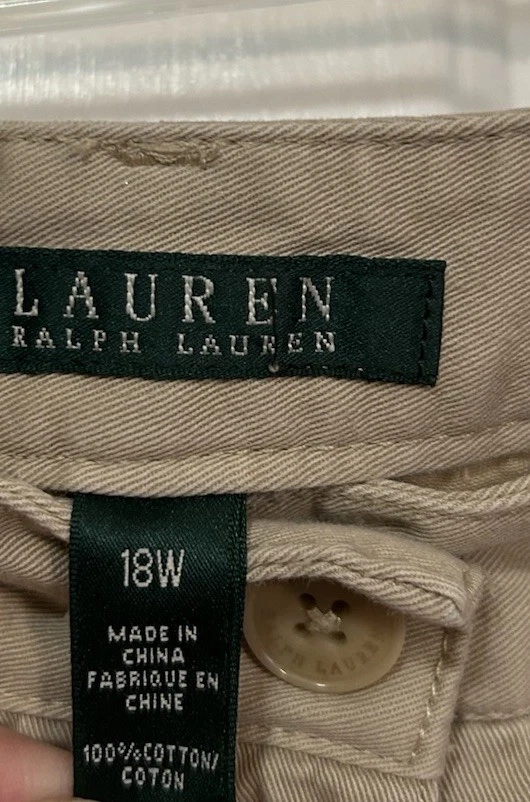 LAUREN
RALPH LAUREN
18W
MADE IN
CHINA
FABRIQUE EN
CHINE
100%COTTON/
COTON
RALPH LAUREN